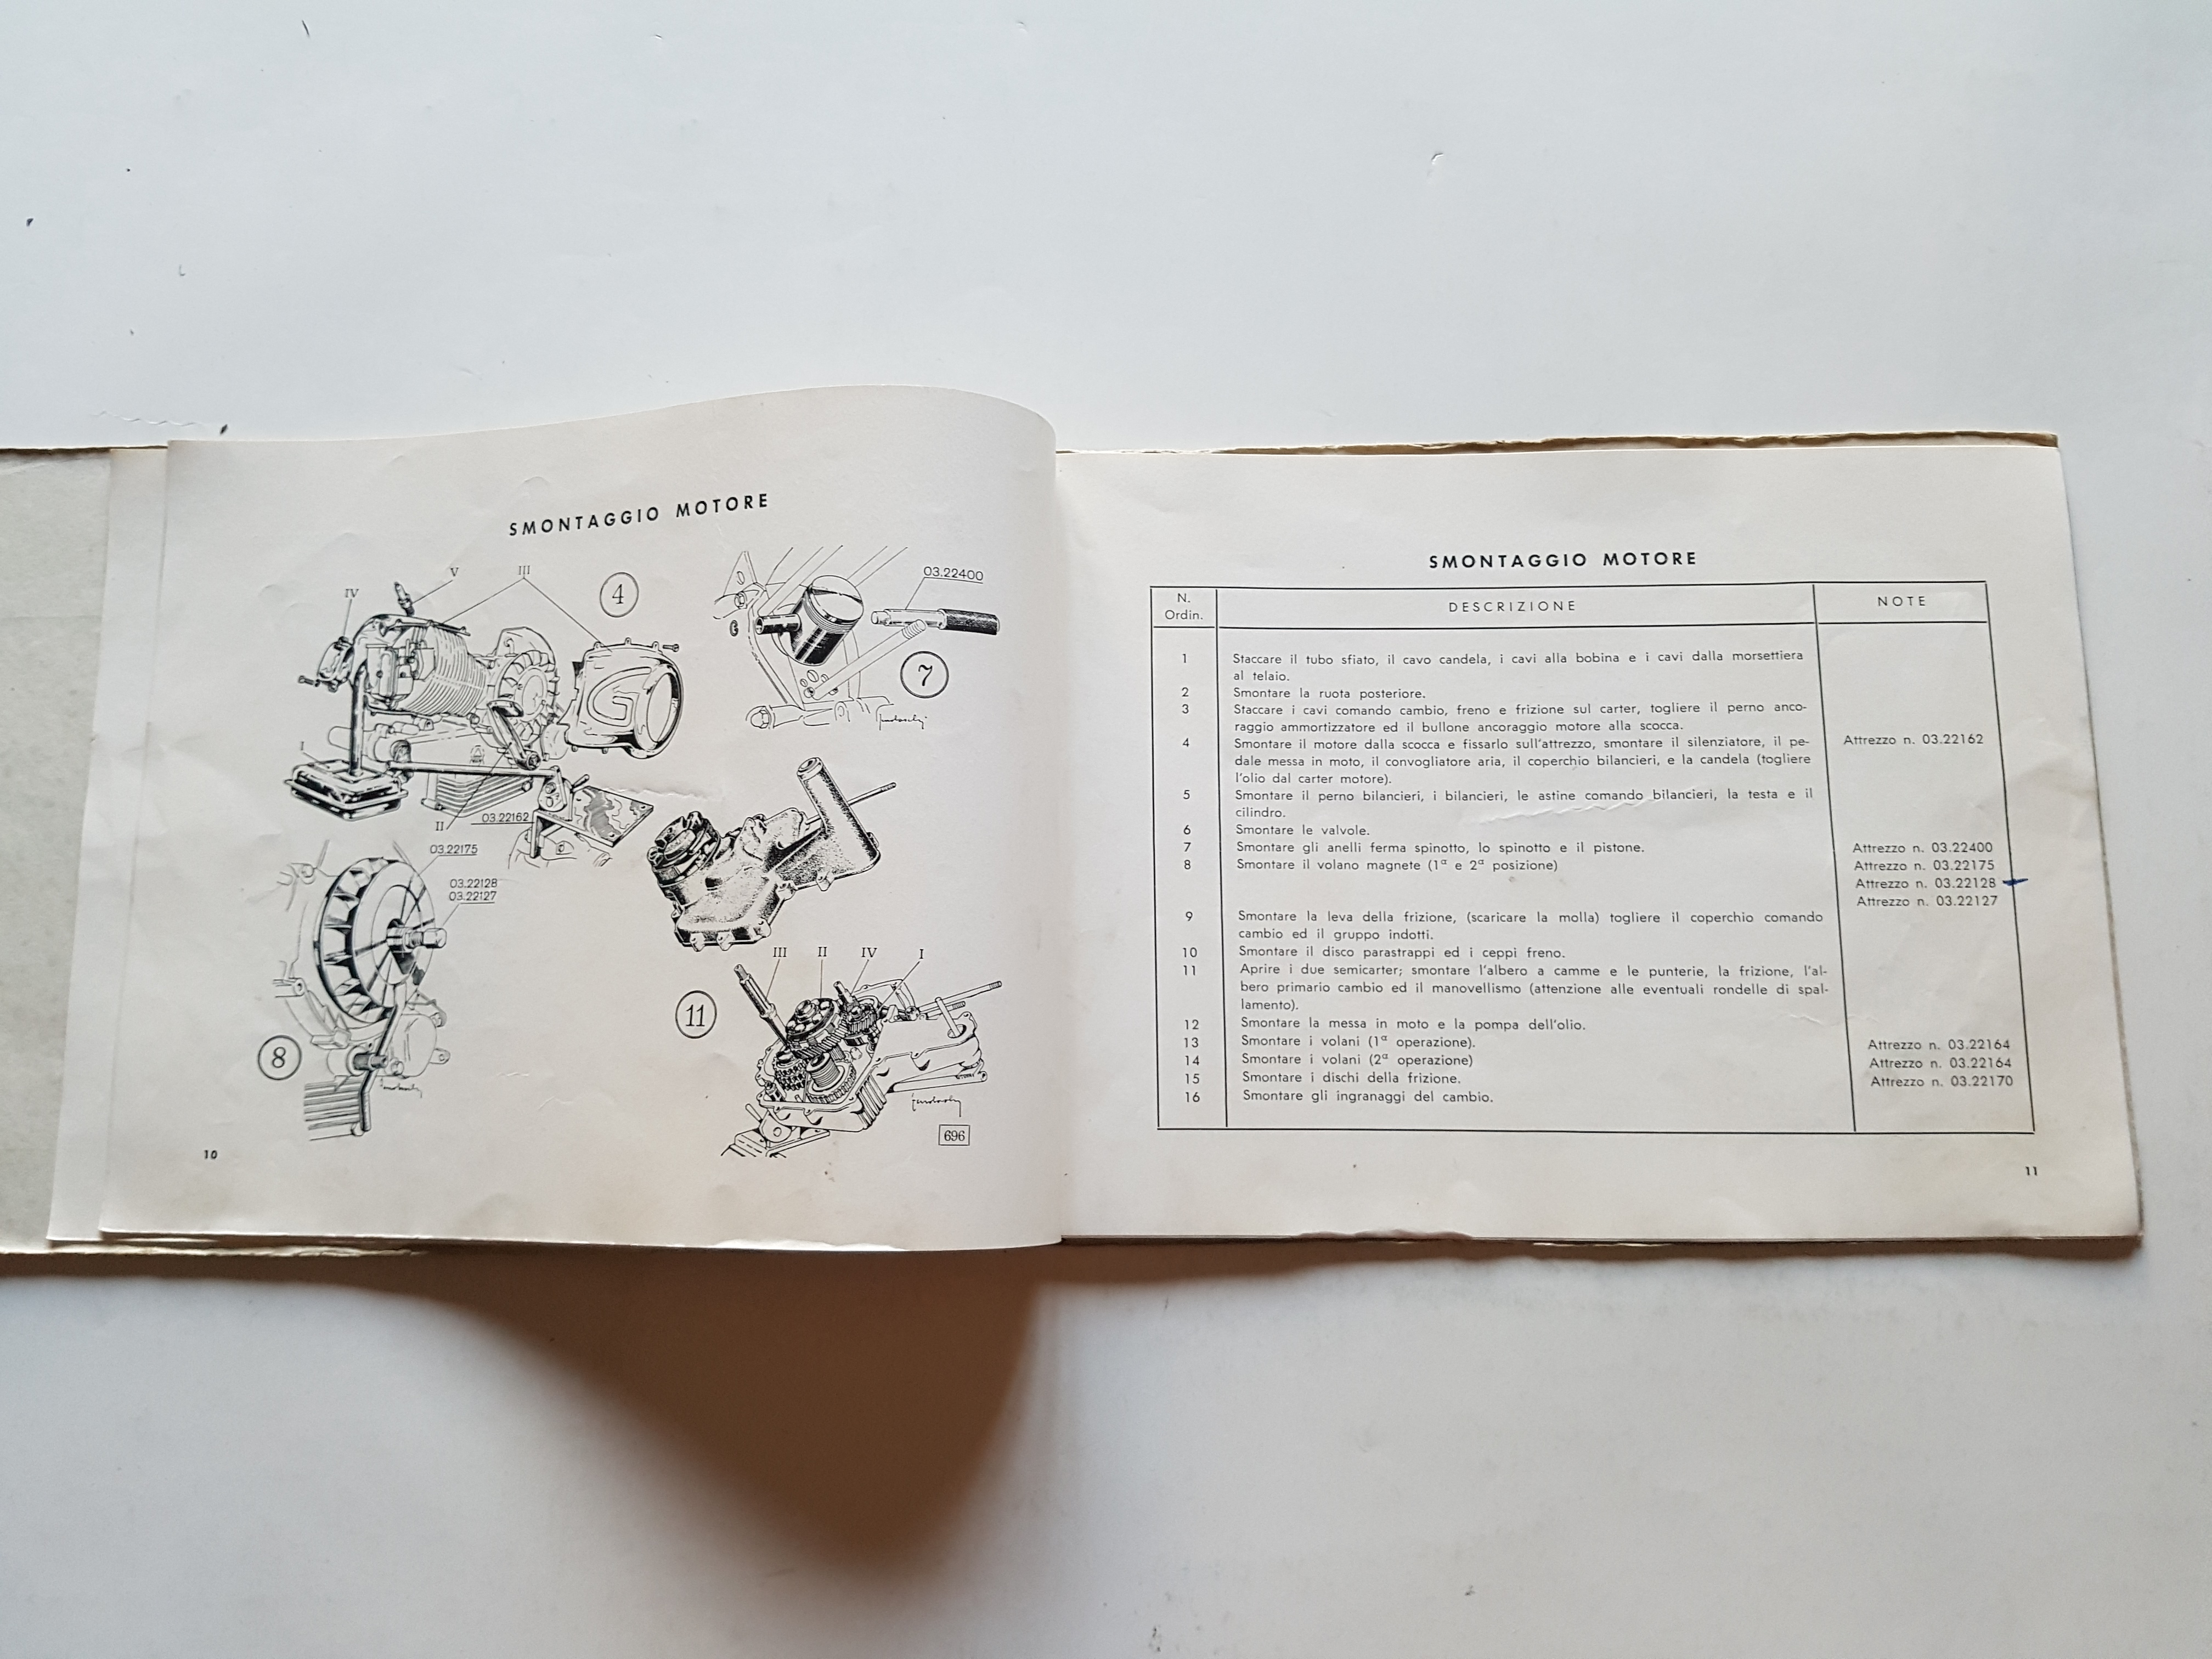 SMONTAGGIO MOTORE
IV
V
III
4
03.22400
7
I
II
03.22162
03.22175
03.22128
03.22127
8
III
II
IV
I
11
696
10
SMONTAGGIO MOTORE
N. Ordin.
DESCRIZIONE
NOTE
1 Staccare il tubo sfiato, il cavo candela, i cavi alla bobina e i cavi dalla morsettiera
al telaio.
2 Smontare la ruota posteriore.
3 Staccare i cavi comando cambio, freno e frizione sul carter, togliere il perno anco-
raggio ammortizzatore ed il bullone ancoraggio motore alla scocca.
4 Smontare il motore dalla scocca e fissarlo sull'attrezzo, smontare il silenziatore, il pe- Attrezzo n. 03.22162
dale messa in moto, il convogliatore aria, il coperchio bilancieri, e la candela (togliere
l'olio dal carter motore).
5 Smontare il perno bilancieri, i bilancieri, le astine comando bilancieri, la testa e il
cilindro.
6 Smontare le valvole.
7 Smontare gli anelli ferma spinotto, lo spinotto e il pistone. Attrezzo n. 03.22400
8 Smontare il volano magnete (1ª e 2ª posizione) Attrezzo n. 03.22175
Attrezzo n. 03.22128
Attrezzo n. 03.22127
9 Smontare la leva della frizione, (scaricare la molla) togliere il coperchio comando
cambio ed il gruppo indotti.
10 Smontare il disco parastrappi ed i ceppi freno.
11 Aprire i due semicarter; smontare l'albero a camme e le punterie, la frizione, l'al-
bero primario cambio ed il manovellismo (attenzione alle eventuali rondelle di spal-
lamento).
12 Smontare la messa in moto e la pompa dell'olio.
13 Smontare i volani (1ª operazione). Attrezzo n. 03.22164
14 Smontare i volani (2ª operazione) Attrezzo n. 03.22164
15 Smontare i dischi della frizione. Attrezzo n. 03.22170
16 Smontare gli ingranaggi del cambio.
11